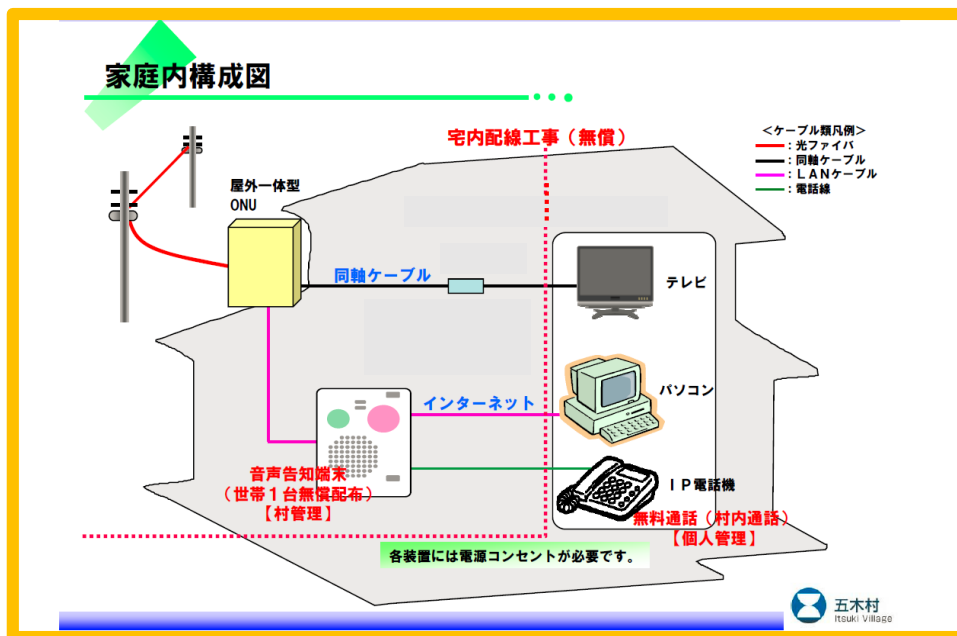 家庭内構成図
宅内配線工事（無償）
＜ケーブル類凡例＞
：光ファイバ
：同軸ケーブル
：ＬＡＮケーブル
：電話線
屋外一体型
ONU
同軸ケーブル
テレビ
パソコン
インターネット
音声告知端末
（世帯１台無償配布）
【村管理】
ＩＰ電話機
無料通話（村内通話）
【個人管理】
各装置には電源コンセントが必要です。
五木村
Itsuki Village